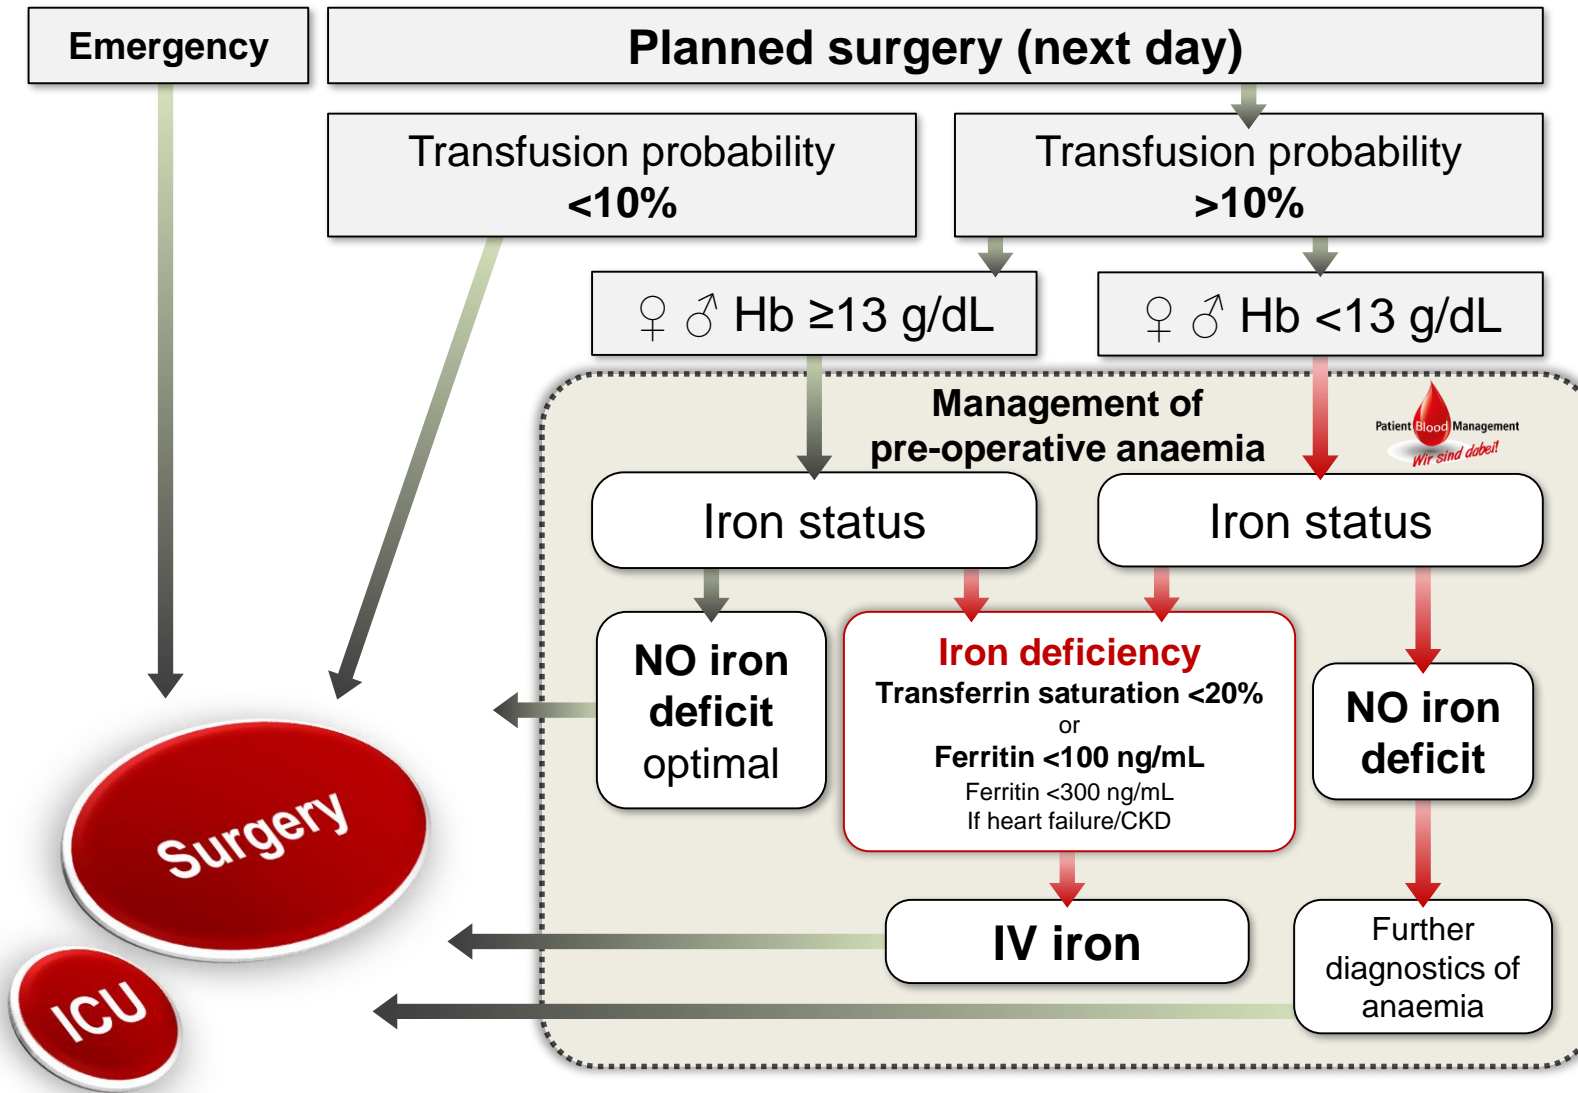 Emergency
Planned surgery (next day)
Transfusion probability
<10%
Transfusion probability
>10%
♀ ♂ Hb ≥13 g/dL
♀ ♂ Hb <13 g/dL
Management of
pre-operative anaemia
Patient Blood Management
Wir sind dabei!
Iron status
Iron status
NO iron
deficit
optimal
Iron deficiency
Transferrin saturation <20%
or
Ferritin <100 ng/mL
Ferritin <300 ng/mL
If heart failure/CKD
NO iron
deficit
Surgery
IV iron
Further
diagnostics of
anaemia
ICU